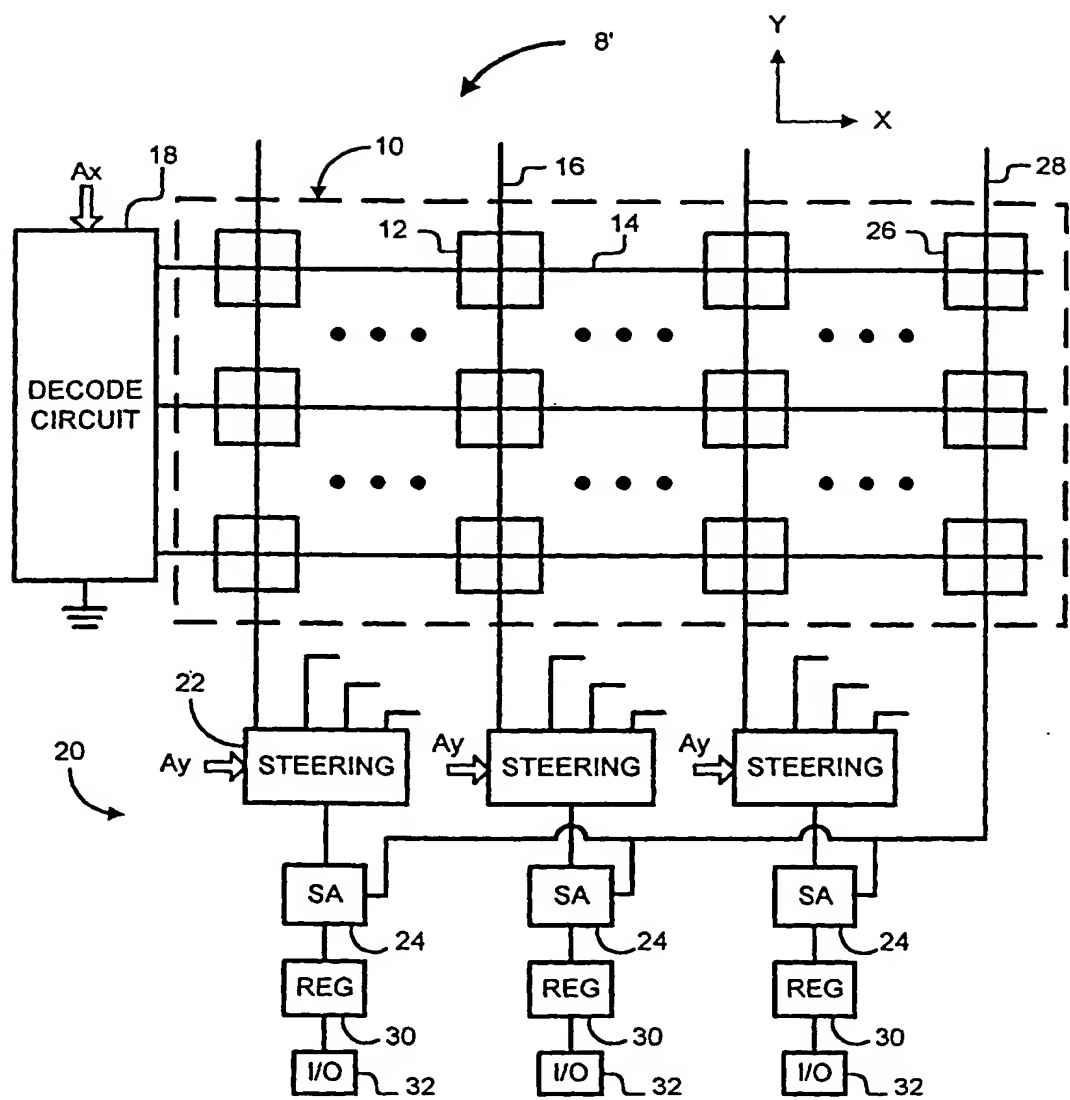 Y
8'
X
18
10
16
28
Ax
12
14
26
DECODE
CIRCUIT
22
20
Ay
STEERING
Ay
STEERING
Ay
STEERING
SA
SA
SA
24
24
24
REG
REG
REG
30
30
30
I/O
32
I/O
32
I/O
32